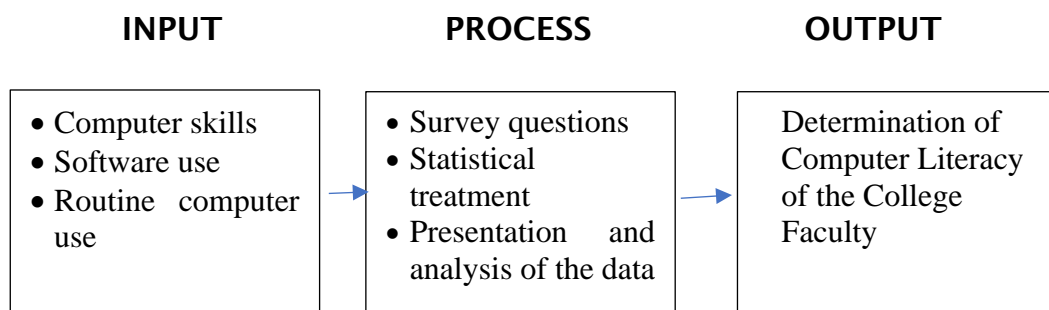 INPUT
PROCESS
OUTPUT
• Computer skills
• Software use
• Routine computer
use
• Survey questions
• Statistical
treatment
• Presentation and
analysis of the data
Determination of
Computer Literacy
of the College
Faculty